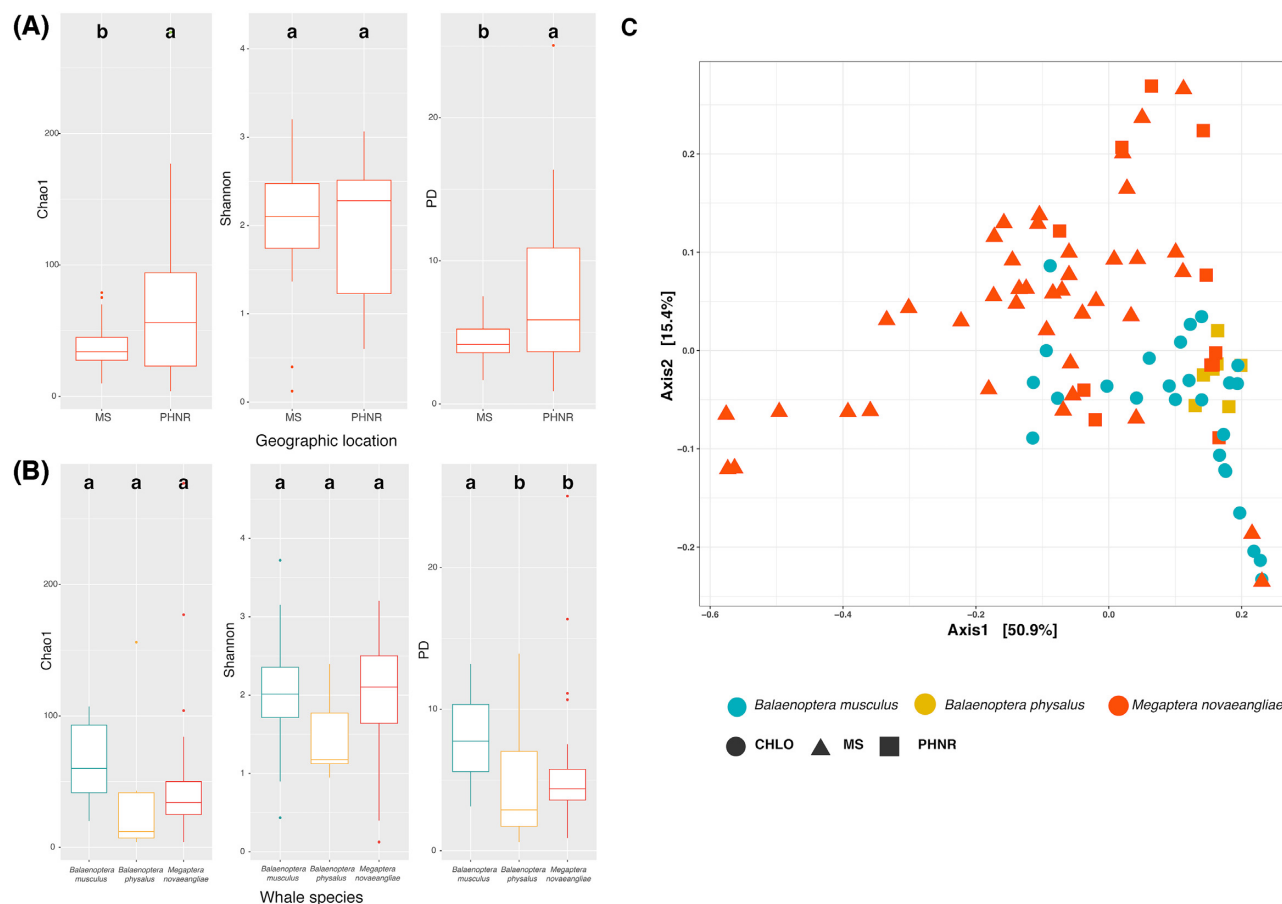 (A)
b a
a a
b a
Chao1
200
100
0
MS PHNR
Shannon
4
3
2
1
0
MS PHNR
PD
20
10
0
MS PHNR
Geographic location
(B)
a a a
a a a
a b b
Chao1
200
100
0
Balaenoptera musculus
Balaenoptera physalus
Megaptera novaeangliae
Shannon
4
3
2
1
0
Balaenoptera musculus
Balaenoptera physalus
Megaptera novaeangliae
PD
20
10
0
Balaenoptera musculus
Balaenoptera physalus
Megaptera novaeangliae
Whale species
C
Axis2 [15.4%]
0.2
0.1
0.0
−0.1
−0.2
−0.6 −0.4 −0.2 0.0 0.2
Axis1 [50.9%]
Balaenoptera musculus Balaenoptera physalus Megaptera novaeangliae
CHLO MS PHNR